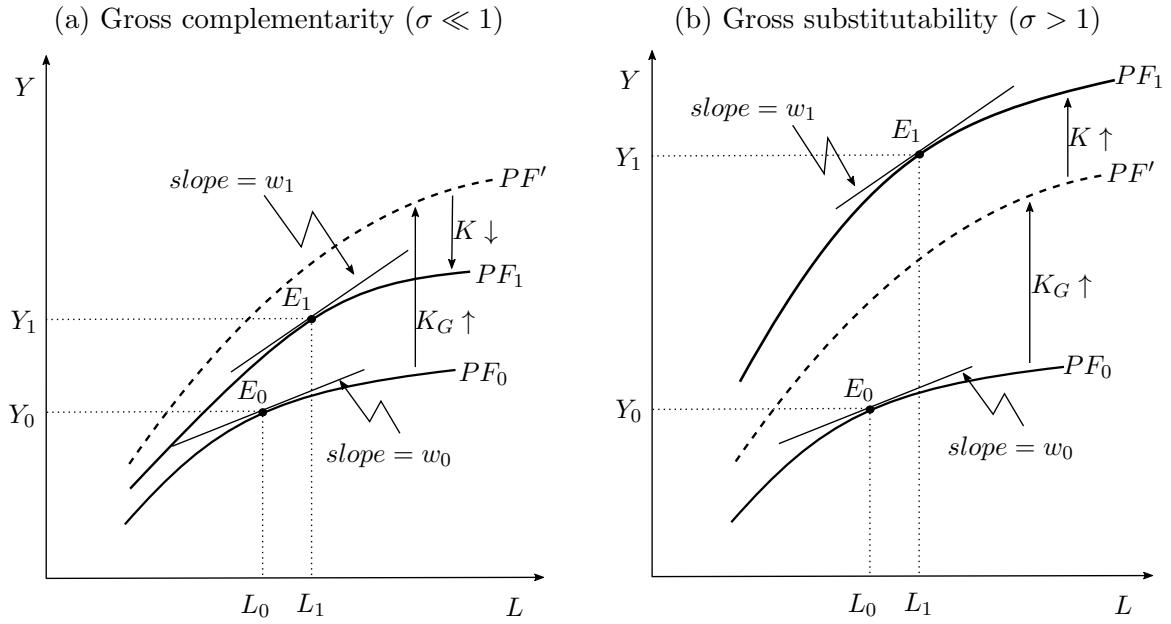 (a) Gross complementarity (σ ≪ 1)
Y
slope = w₁
PF'
K ↓
PF₁
E₁
Y₁
K_G ↑
PF₀
E₀
Y₀
slope = w₀
L₀
L₁
L
(b) Gross substitutability (σ > 1)
Y
PF₁
slope = w₁
E₁
K ↑
Y₁
PF'
K_G ↑
PF₀
E₀
Y₀
slope = w₀
L₀
L₁
L